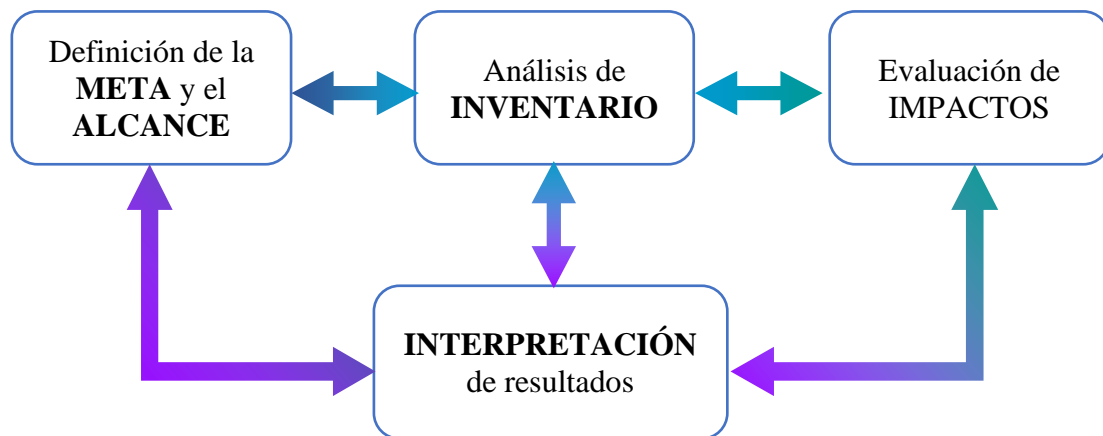 Definición de la
META y el
ALCANCE
Análisis de
INVENTARIO
Evaluación de
IMPACTOS
INTERPRETACIÓN
de resultados